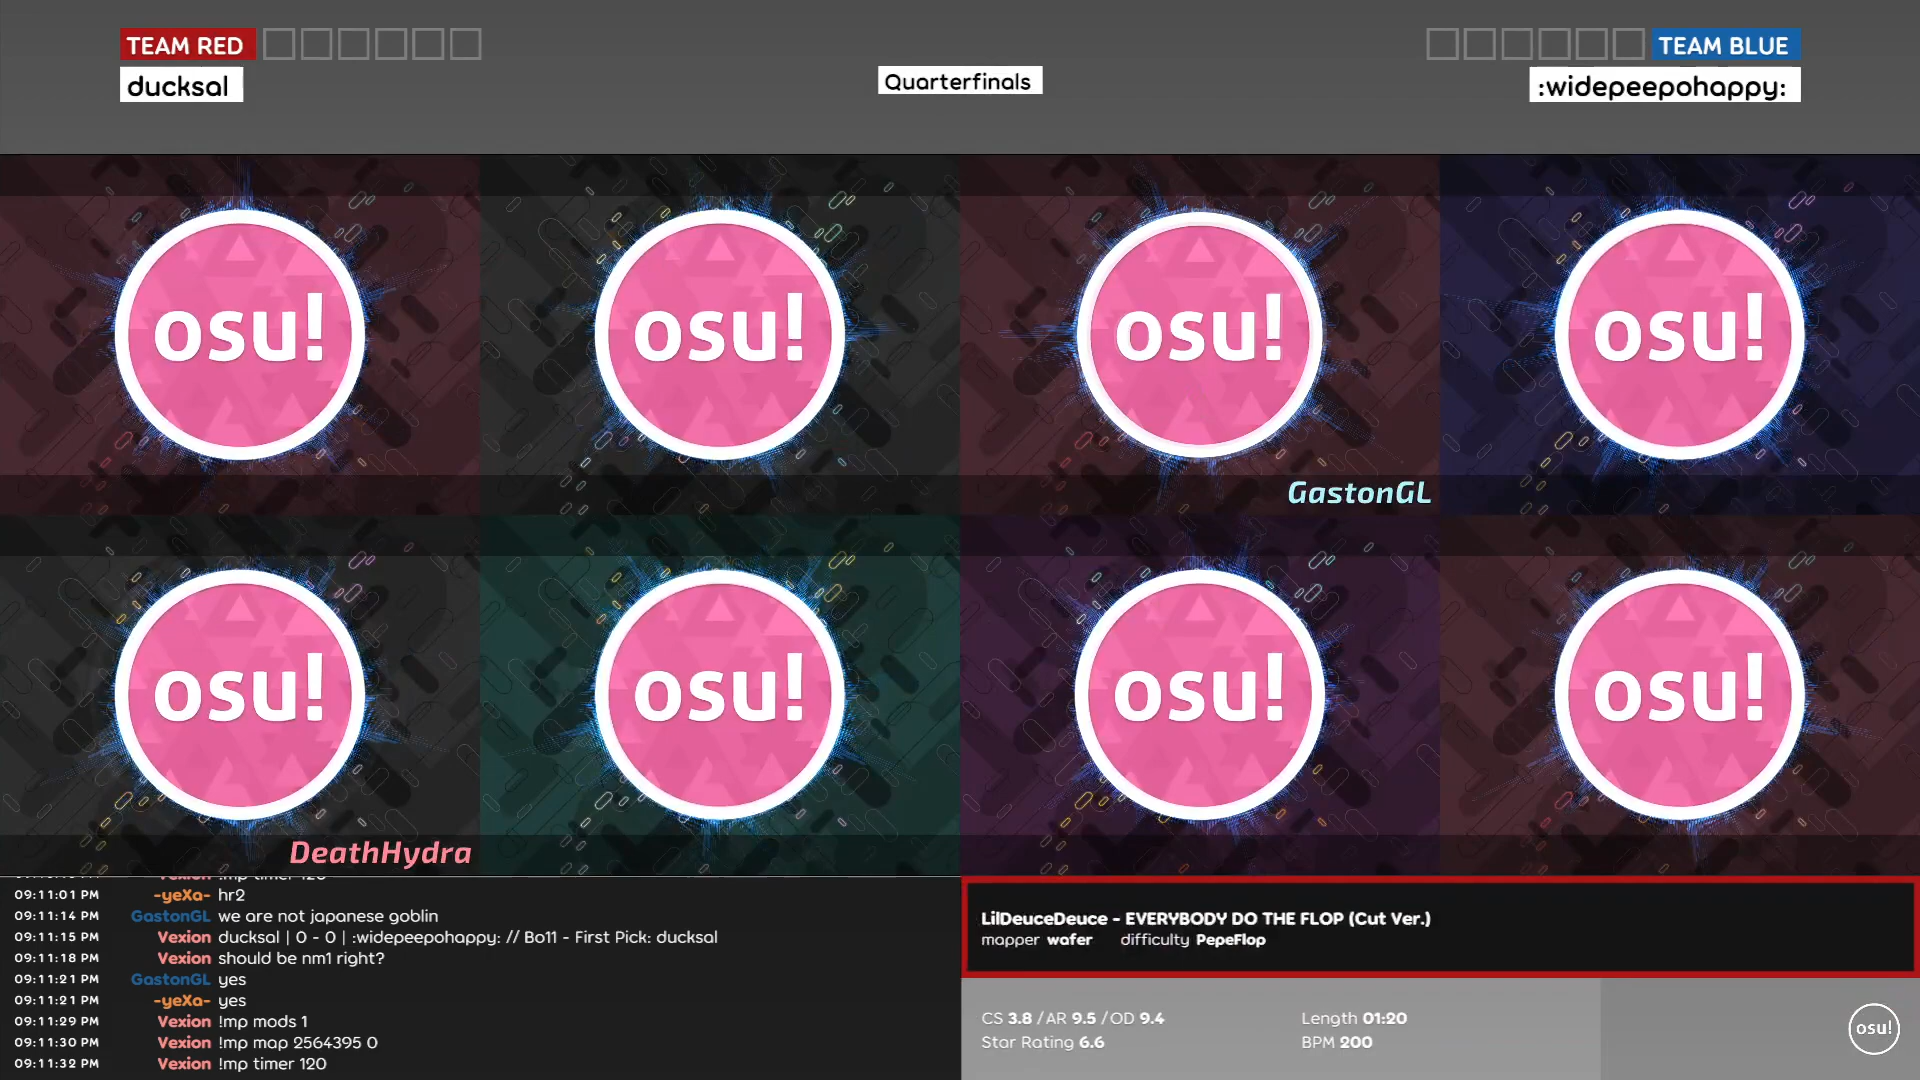 TEAM RED
ducksal
Quarterfinals
TEAM BLUE
:widepeepohappy:
osu!
osu!
osu!
osu!
GastonGL
osu!
osu!
osu!
osu!
DeathHydra
Vexion !mp timer 120
09:11:01 PM -yeXa- hr2
09:11:14 PM GastonGL we are not japanese goblin
09:11:15 PM Vexion ducksal | 0 - 0 | :widepeepohappy: // Bo11 - First Pick: ducksal
09:11:18 PM Vexion should be nm1 right?
09:11:21 PM GastonGL yes
09:11:21 PM -yeXa- yes
09:11:29 PM Vexion !mp mods 1
09:11:30 PM Vexion !mp map 2564395 0
09:11:32 PM Vexion !mp timer 120
LilDeuceDeuce - EVERYBODY DO THE FLOP (Cut Ver.)
mapper wafer difficulty PepeFlop
CS 3.8 / AR 9.5 / OD 9.4 Length 01:20
Star Rating 6.6 BPM 200
osu!